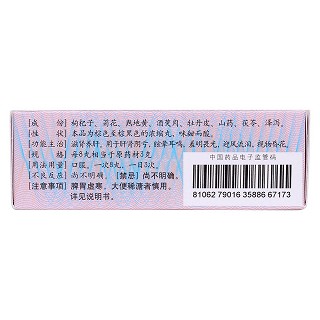 [成　份] 枸杞子、菊花、熟地黄、酒萸肉、牡丹皮、山药、茯苓、泽泻。
[性　状] 本品为棕色至棕黑色的浓缩丸，味甜而酸。
[功能主治] 滋肾养肝。用于肝肾阴亏，眩晕耳鸣，羞明畏光，迎风流泪，视物昏花。
[规　格] 每8丸相当于原药材3克。
[用法用量] 口服，一次8丸，一日3次。
[不良反应] 尚不明确。[禁忌] 尚不明确。
[注意事项] 脾胃虚寒，大便稀溏者慎用。
详见说明书。
中国药品电子监管码
81062 79016 35886 67173